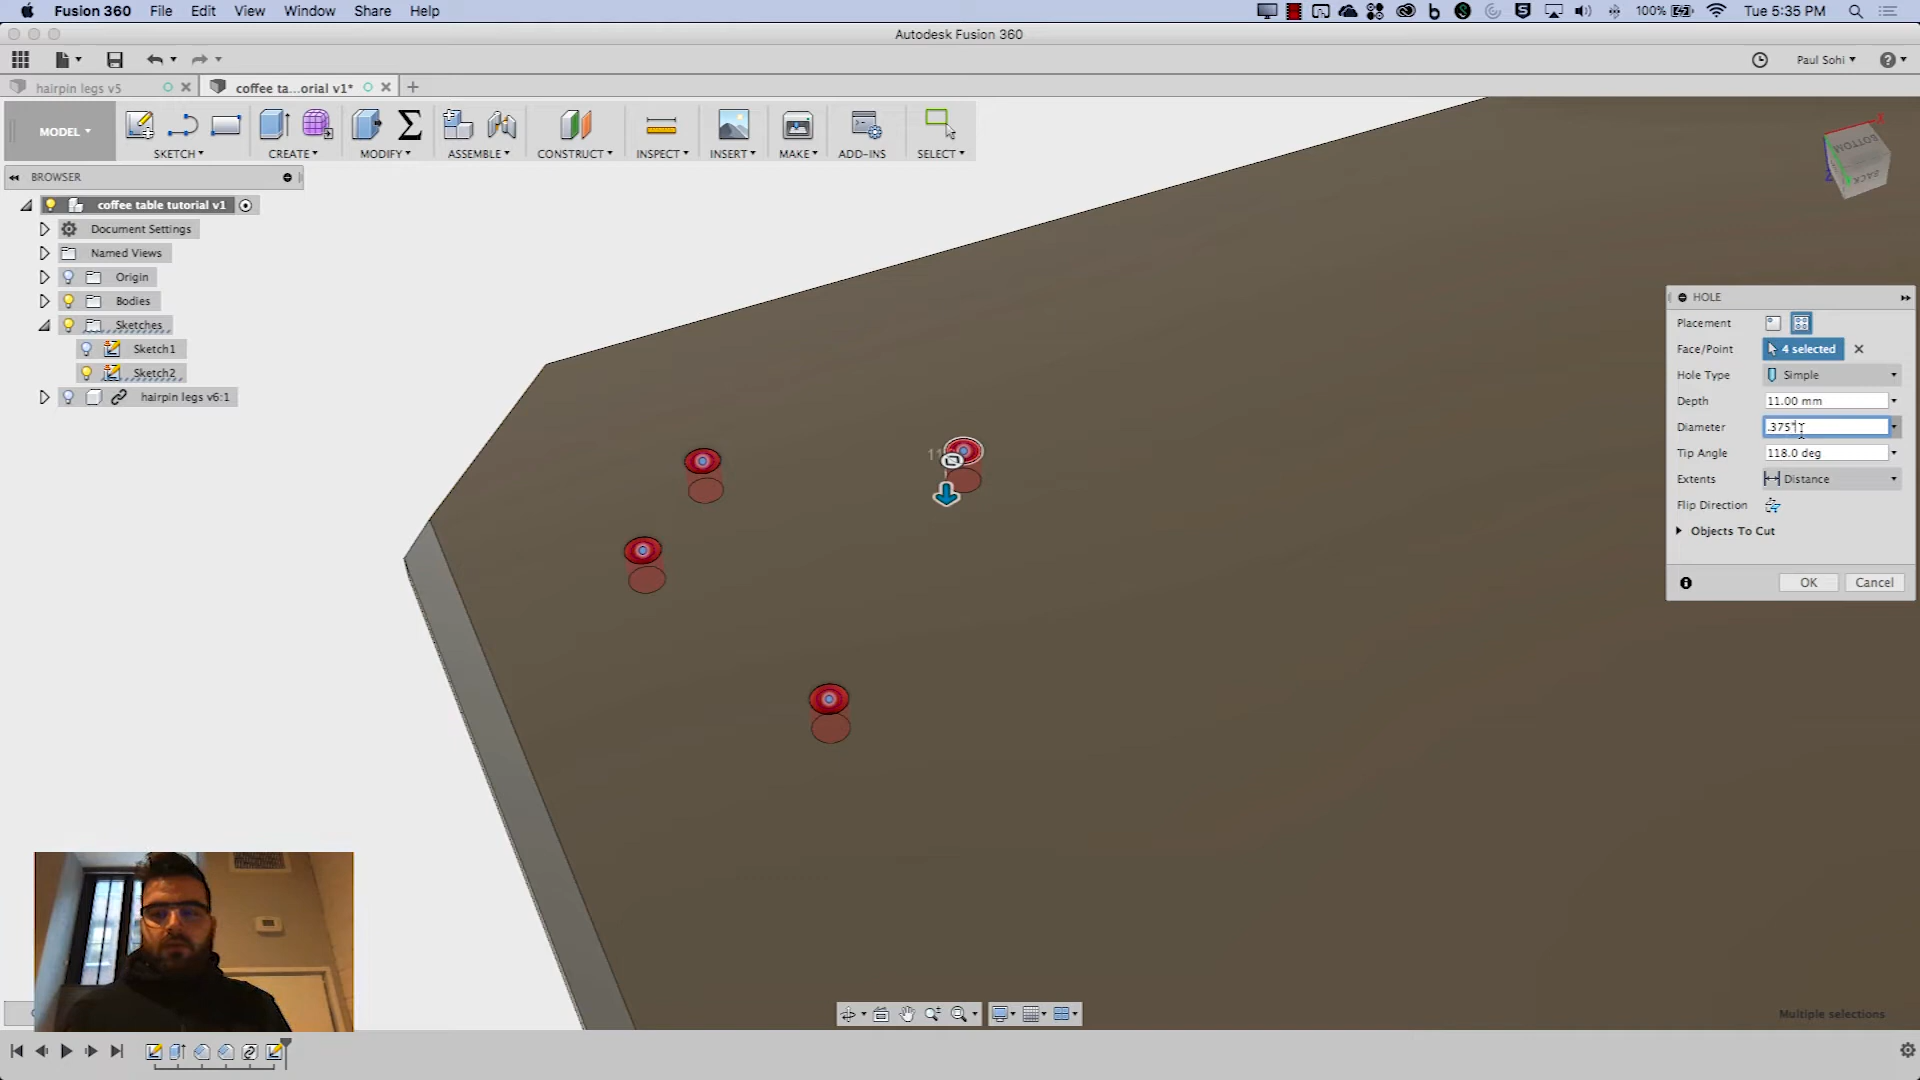 Fusion 360 File Edit View Window Share Help 100% Tue 5:35 PM
Autodesk Fusion 360
Paul Sohi
hairpin legs v5 coffee ta...orial v1*
MODEL
SKETCH CREATE MODIFY ASSEMBLE CONSTRUCT INSPECT INSERT MAKE ADD-INS SELECT
BROWSER
coffee table tutorial v1
Document Settings
Named Views
Origin
Bodies
Sketches
Sketch1
Sketch2
hairpin legs v6:1
BOTTOM
BACK
X
Z
HOLE
Placement
Face/Point 4 selected
Hole Type Simple
Depth 11.00 mm
Diameter .375"
Tip Angle 118.0 deg
Extents Distance
Flip Direction
Objects To Cut
OK Cancel
Multiple selections